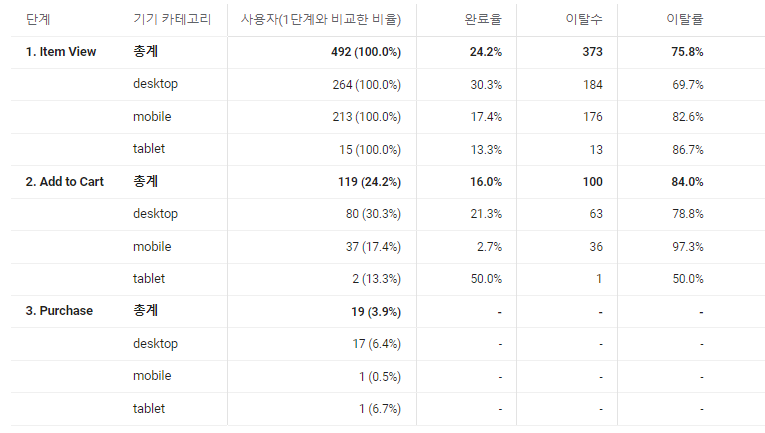 단계 기기 카테고리 사용자(1단계와 비교한 비율) 완료율 이탈수 이탈률
1. Item View 총계 492 (100.0%) 24.2% 373 75.8%
desktop 264 (100.0%) 30.3% 184 69.7%
mobile 213 (100.0%) 17.4% 176 82.6%
tablet 15 (100.0%) 13.3% 13 86.7%
2. Add to Cart 총계 119 (24.2%) 16.0% 100 84.0%
desktop 80 (30.3%) 21.3% 63 78.8%
mobile 37 (17.4%) 2.7% 36 97.3%
tablet 2 (13.3%) 50.0% 1 50.0%
3. Purchase 총계 19 (3.9%) - - -
desktop 17 (6.4%) - - -
mobile 1 (0.5%) - - -
tablet 1 (6.7%) - - -